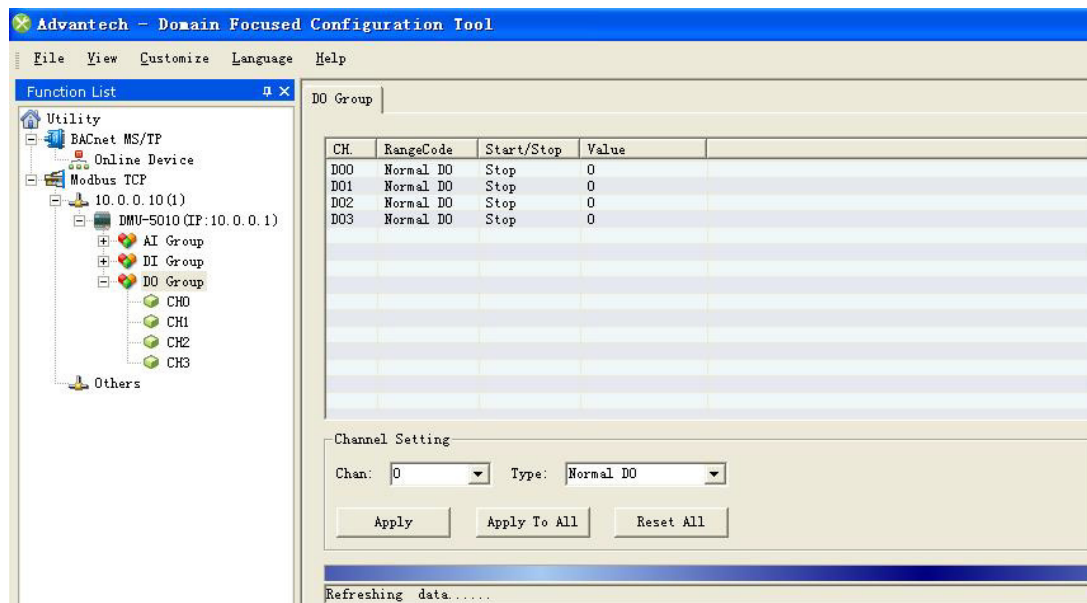 Advantech - Domain Focused Configuration Tool
File View Customize Language Help
Function List
Utility
BACnet MS/TP
Online Device
Modbus TCP
10.0.0.10(1)
DMU-5010(IP:10.0.0.1)
AI Group
DI Group
DO Group
CH0
CH1
CH2
CH3
Others
DO Group
CH. RangeCode Start/Stop Value
DO0 Normal DO Stop 0
DO1 Normal DO Stop 0
DO2 Normal DO Stop 0
DO3 Normal DO Stop 0
Channel Setting
Chan: 0 Type: Normal DO
Apply Apply To All Reset All
Refreshing data......